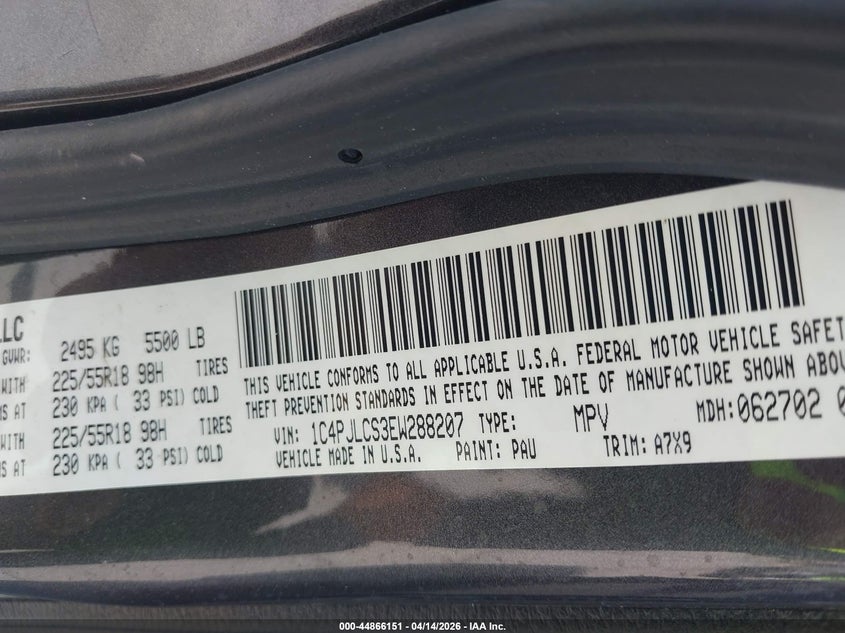 LLC
GVWR: 2495 KG 5500 LB
WITH 225/55R18 98H TIRES
AT 230 KPA ( 33 PSI) COLD
WITH 225/55R18 98H TIRES
AT 230 KPA ( 33 PSI) COLD
THIS VEHICLE CONFORMS TO ALL APPLICABLE U.S.A. FEDERAL MOTOR VEHICLE SAFET
THEFT PREVENTION STANDARDS IN EFFECT ON THE DATE OF MANUFACTURE SHOWN ABOV
VIN: 1C4PJLCS3EW288207 TYPE: MPV MDH:062702 0
VEHICLE MADE IN U.S.A. PAINT: PAU TRIM: A7X9
000-44866151 — 04/14/2026 — IAA Inc.